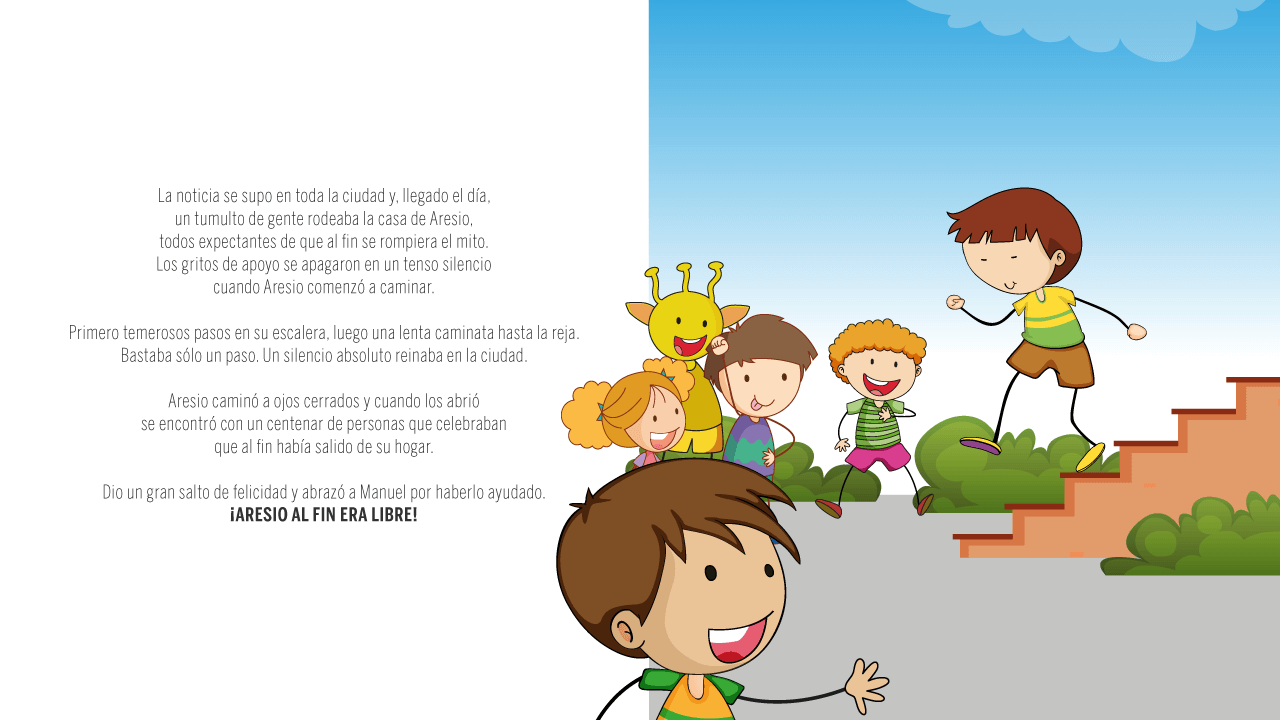 La noticia se supo en toda la ciudad y, llegado el día,
un tumulto de gente rodeaba la casa de Aresio,
todos expectantes de que al fin se rompiera el mito.
Los gritos de apoyo se apagaron en un tenso silencio
cuando Aresio comenzó a caminar.
Primero temerosos pasos en su escalera, luego una lenta caminata hasta la reja.
Bastaba sólo un paso. Un silencio absoluto reinaba en la ciudad.
Aresio caminó a ojos cerrados y cuando los abrió
se encontró con un centenar de personas que celebraban
que al fin había salido de su hogar.
Dio un gran salto de felicidad y abrazó a Manuel por haberlo ayudado.
¡ARESIO AL FIN ERA LIBRE!